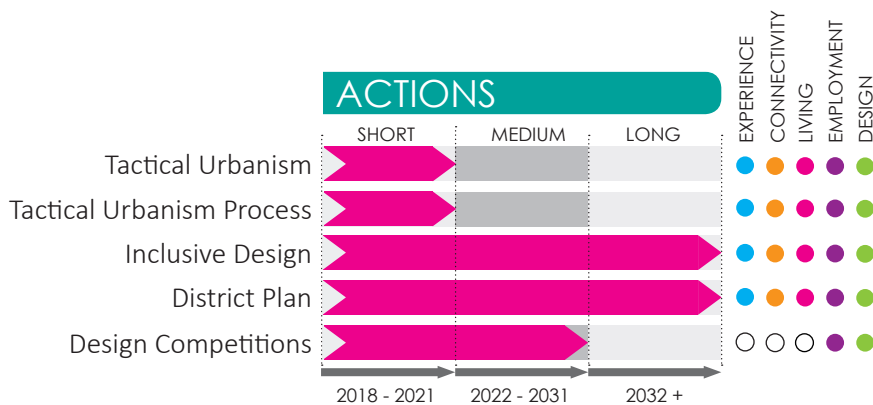 ACTIONS
EXPERIENCE
CONNECTIVITY
LIVING
EMPLOYMENT
DESIGN
SHORT MEDIUM LONG
Tactical Urbanism
Tactical Urbanism Process
Inclusive Design
District Plan
Design Competitions
2018 - 2021 2022 - 2031 2032 +